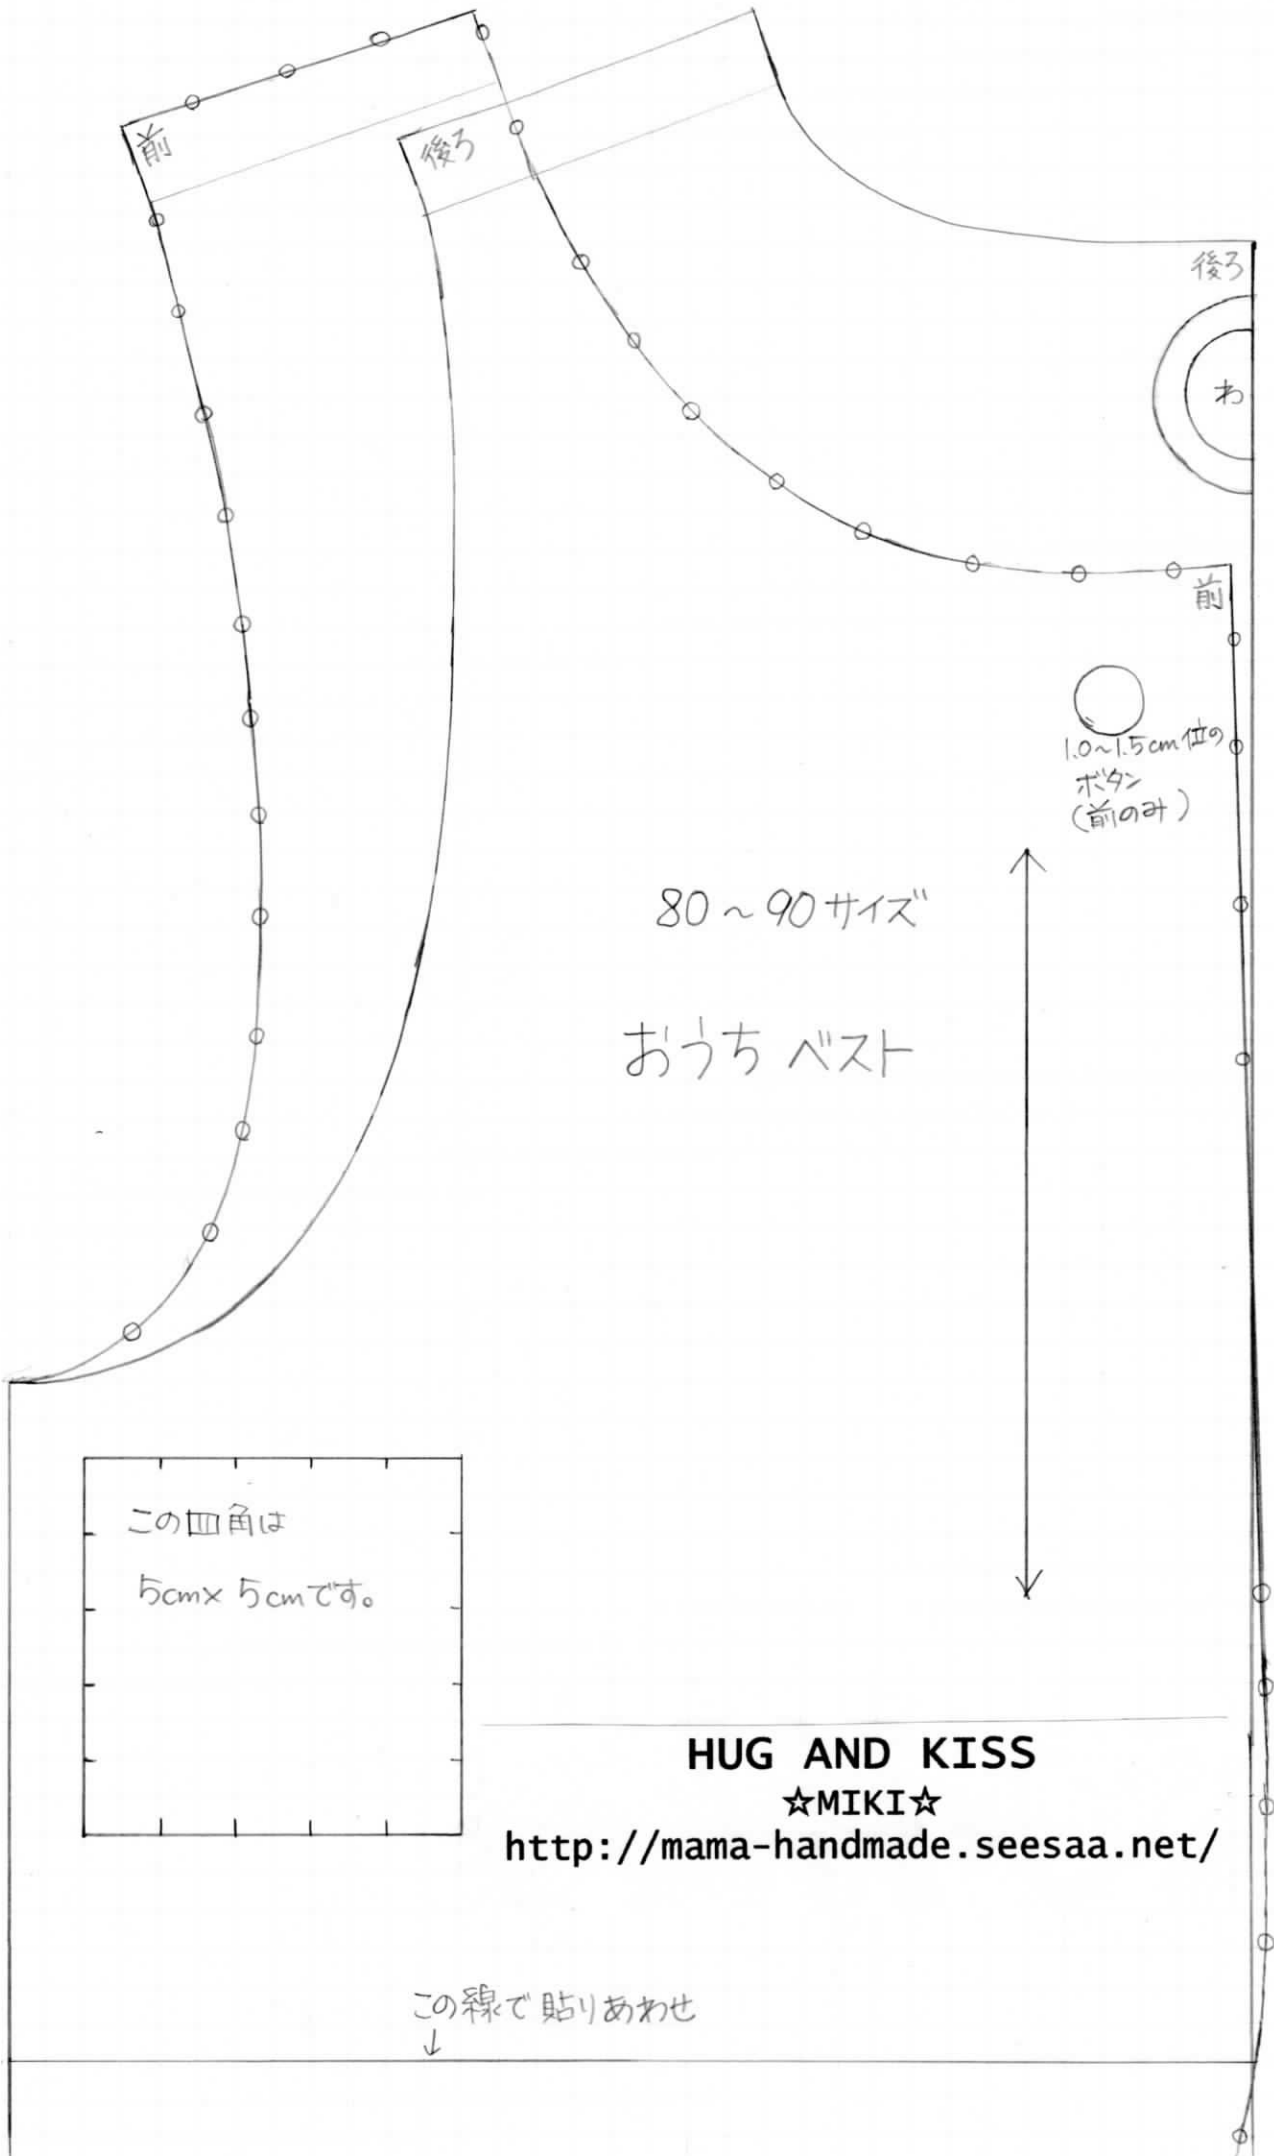 前
後ろ
後ろ
わ
前
1.0~1.5cm位の
ボタン
(前のみ)
80~90サイズ
おうちベスト
この四角は
5cm×5cmです。
HUG AND KISS
☆MIKI☆
http://mama-handmade.seesaa.net/
この線で貼りあわせ